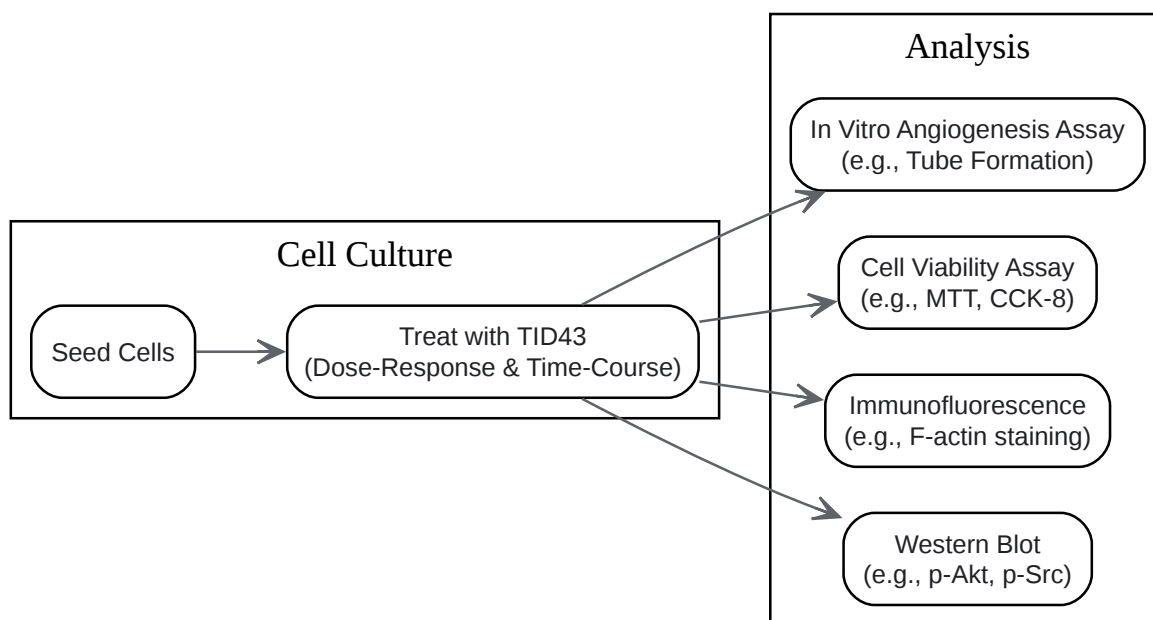 Analysis
In Vitro Angiogenesis Assay
(e.g., Tube Formation)
Cell Culture
Cell Viability Assay
(e.g., MTT, CCK-8)
Seed Cells
Treat with TID43
(Dose-Response & Time-Course)
Immunofluorescence
(e.g., F-actin staining)
Western Blot
(e.g., p-Akt, p-Src)